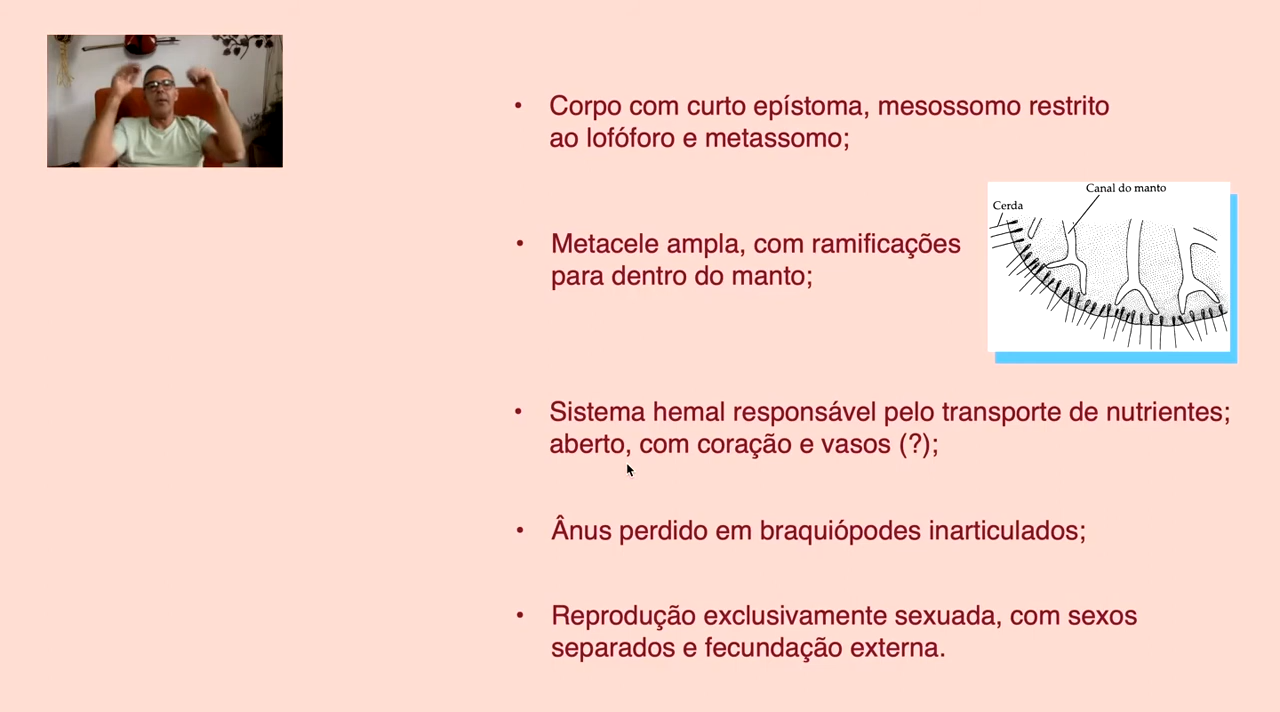 • Corpo com curto epístoma, mesossomo restrito
ao lofóforo e metassomo;
Canal do manto
Cerda
• Metacele ampla, com ramificações
para dentro do manto;
• Sistema hemal responsável pelo transporte de nutrientes;
aberto, com coração e vasos (?);
• Ânus perdido em braquiópodes inarticulados;
• Reprodução exclusivamente sexuada, com sexos
separados e fecundação externa.